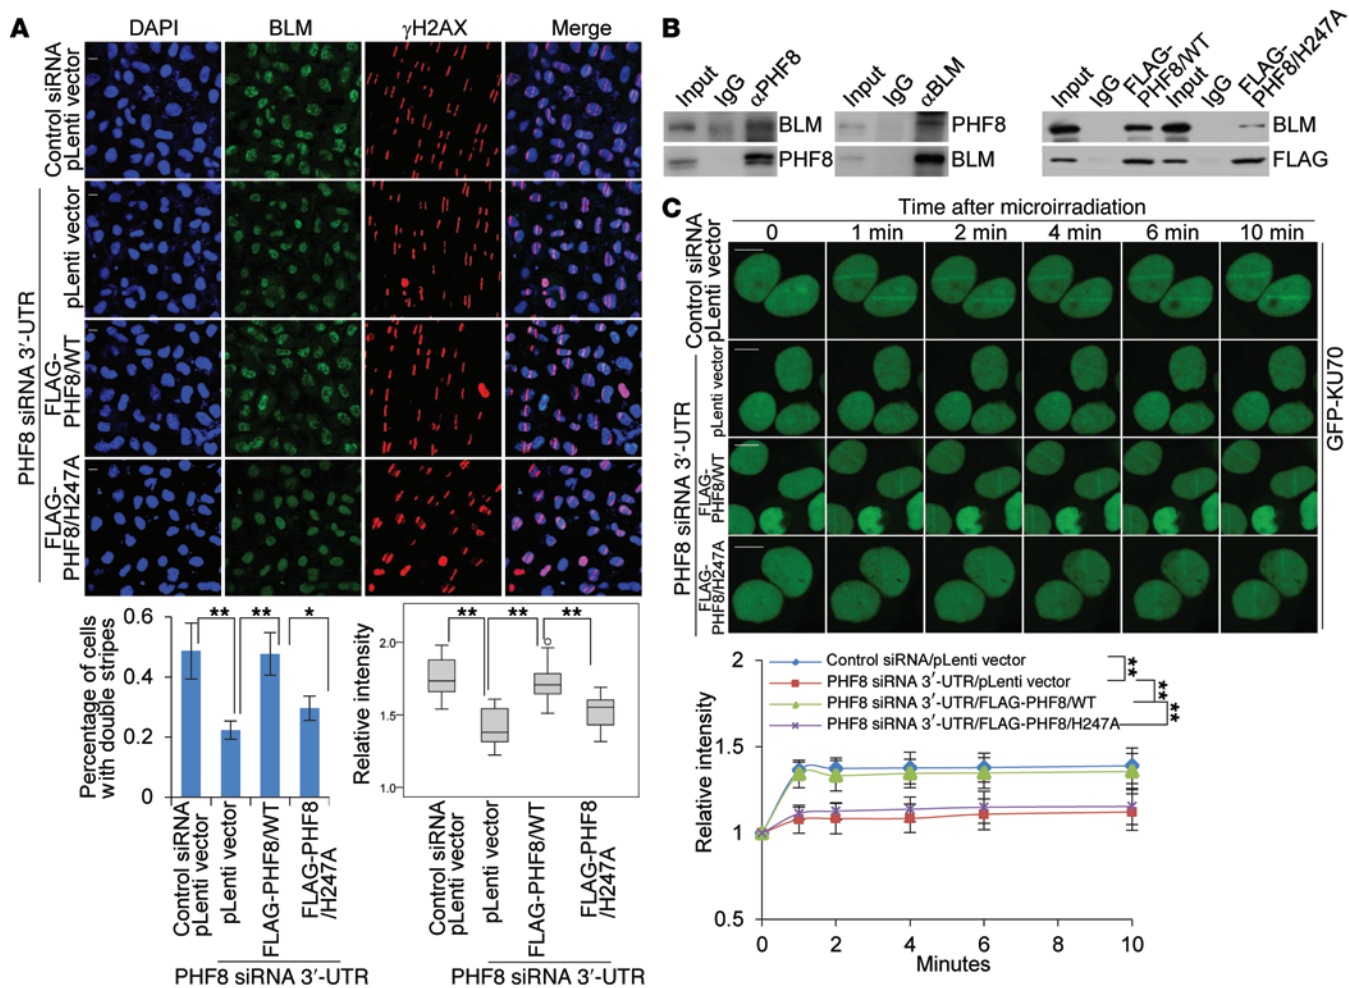 A
DAPI
BLM
γH2AX
Merge
Control siRNA
pLenti vector
PHF8 siRNA 3′-UTR
pLenti vector
FLAG-
PHF8/WT
FLAG-
PHF8/H247A
Percentage of cells
with double stripes
0.6
0.4
0.2
0
**
**
*
Control siRNA
pLenti vector
pLenti vector
FLAG-PHF8/WT
FLAG-PHF8
/H247A
PHF8 siRNA 3′-UTR
Relative intensity
2.0
1.5
1.0
**
**
**
Control siRNA
pLenti vector
pLenti vector
FLAG-PHF8/WT
FLAG-PHF8
/H247A
PHF8 siRNA 3′-UTR
B
Input
IgG
αPHF8
BLM
PHF8
Input
IgG
αBLM
PHF8
BLM
Input
IgG
FLAG-
PHF8/WT
Input
IgG
FLAG-
PHF8/H247A
BLM
FLAG
C
Time after microirradiation
0
1 min
2 min
4 min
6 min
10 min
Control siRNA
pLenti vector
PHF8 siRNA 3′-UTR
pLenti vector
FLAG-
PHF8/WT
FLAG-
PHF8/H247A
GFP-KU70
Relative intensity
2
1.5
1
0.5
Control siRNA/pLenti vector
PHF8 siRNA 3′-UTR/pLenti vector
PHF8 siRNA 3′-UTR/FLAG-PHF8/WT
PHF8 siRNA 3′-UTR/FLAG-PHF8/H247A
**
**
**
0
2
4
6
8
10
Minutes